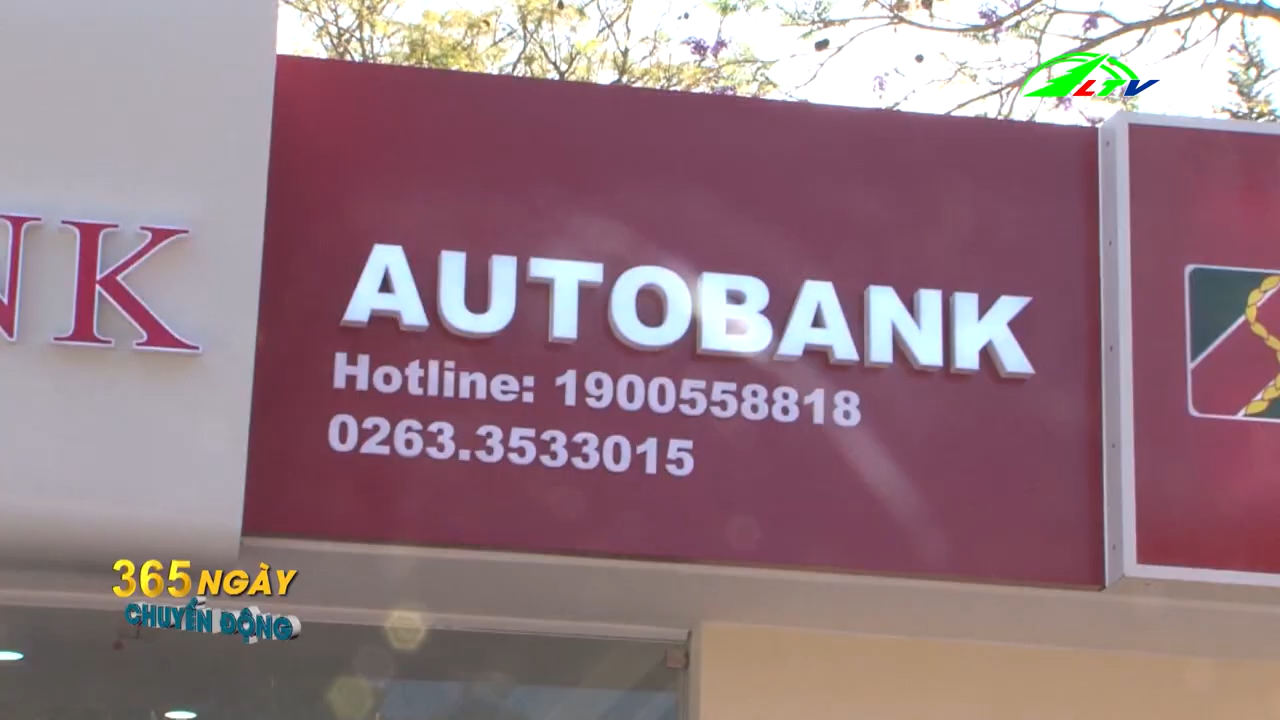 LTV
NK
AUTOBANK
Hotline: 1900558818
0263.3533015
365 NGÀY
CHUYỂN ĐỘNG